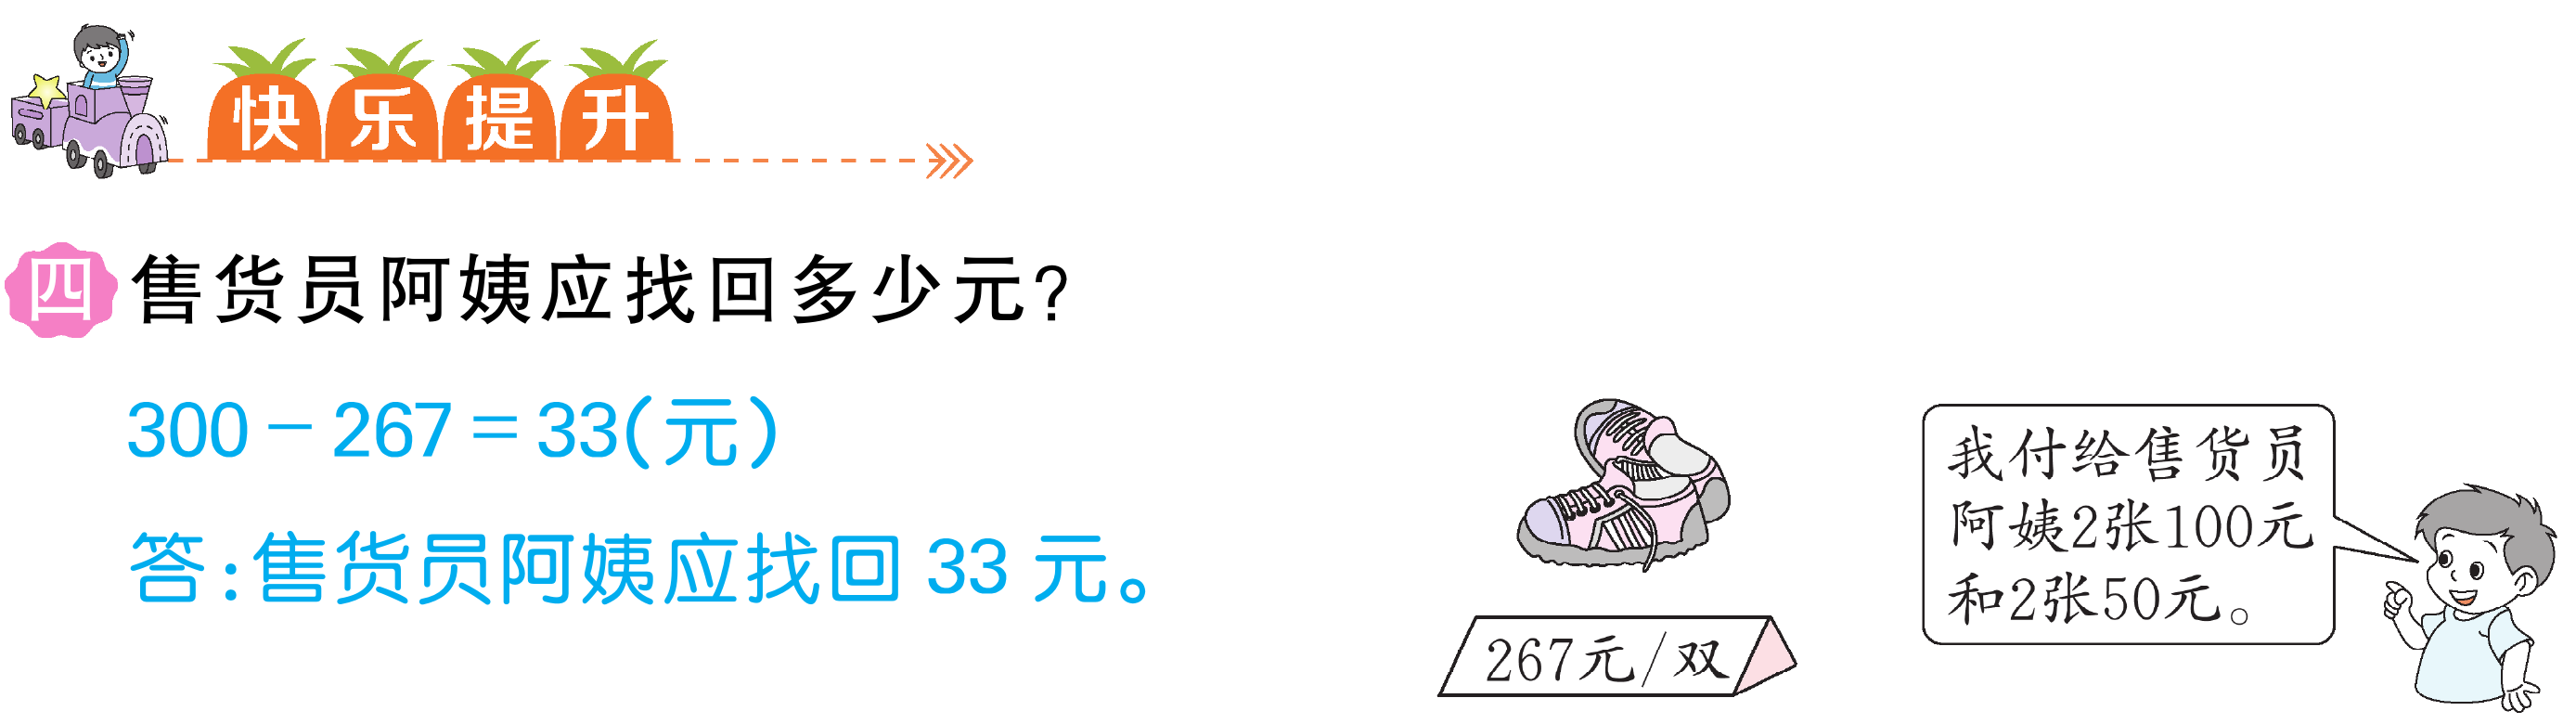 快乐提升
四 售货员阿姨应找回多少元?
300－267＝33(元)
答:售货员阿姨应找回 33 元。
267元/双
我付给售货员
阿姨2张100元
和2张50元。